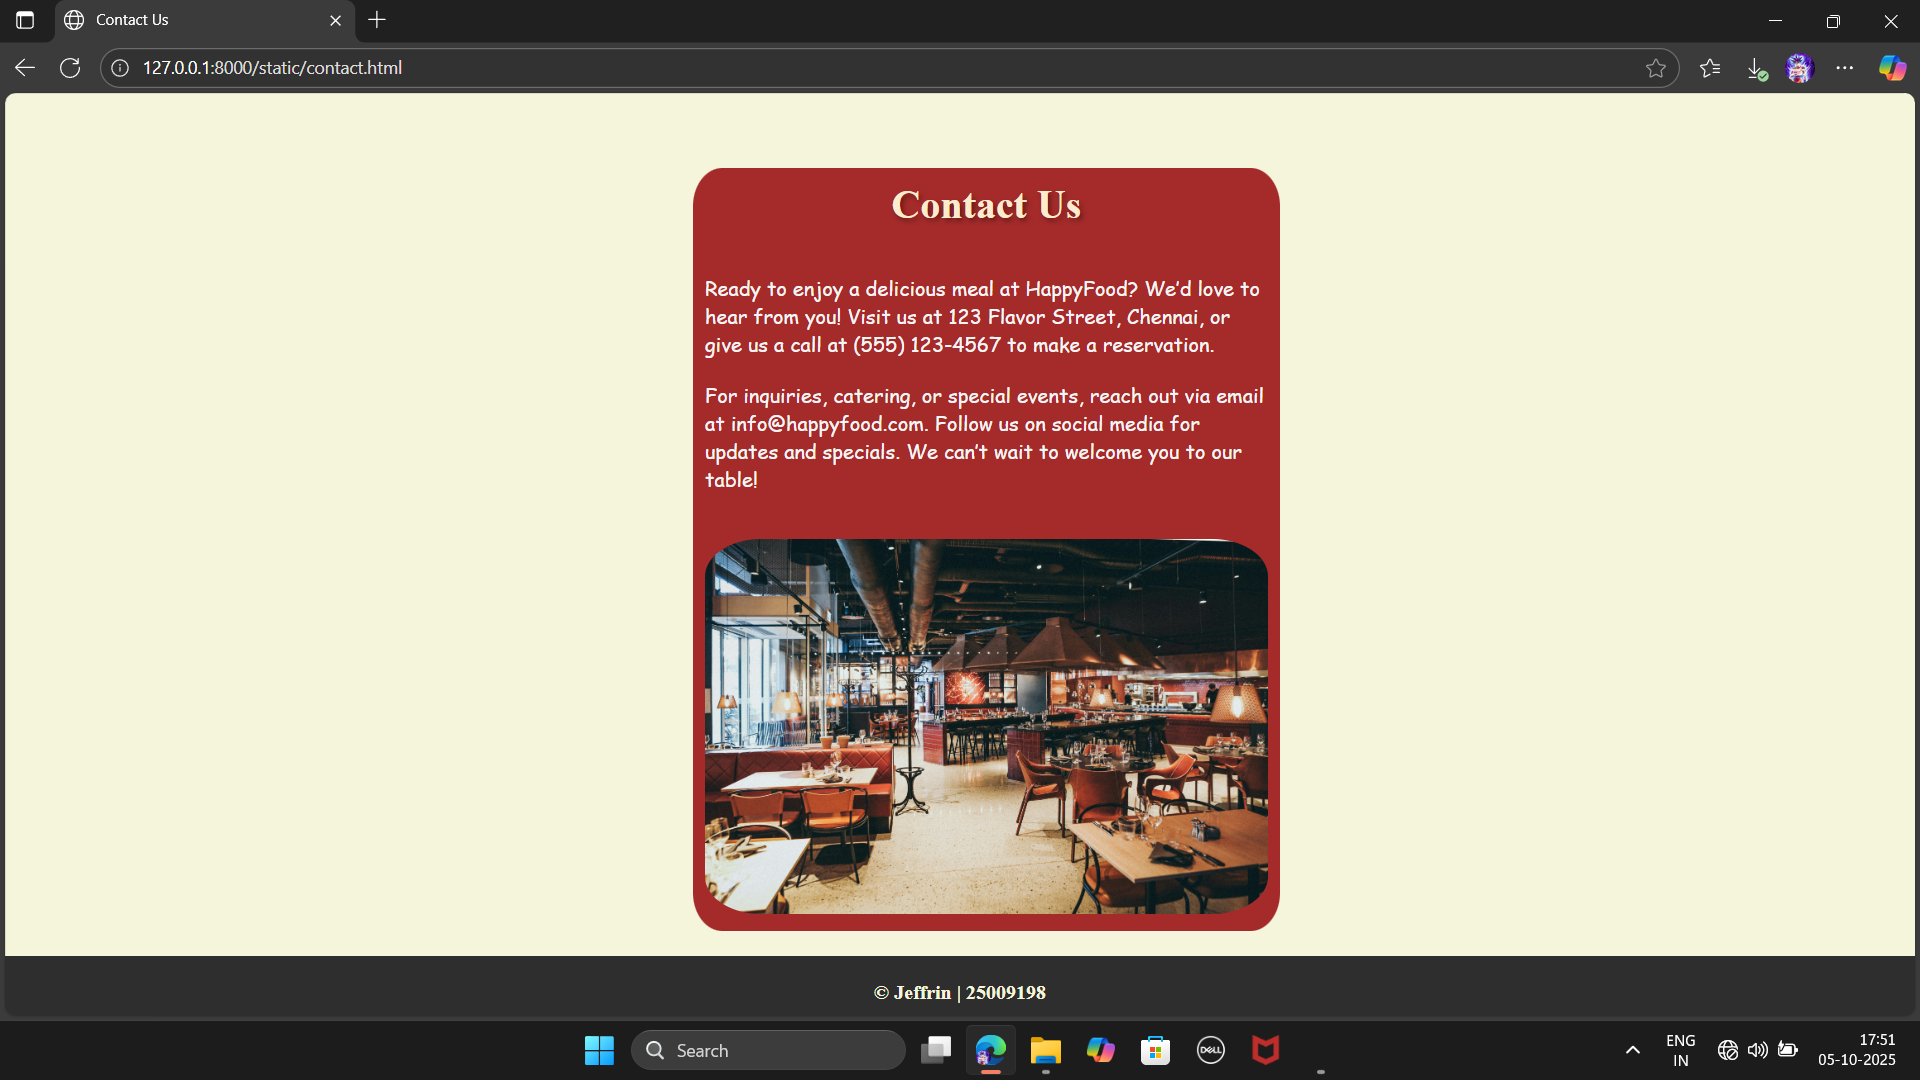 Contact Us
127.0.0.1:8000/static/contact.html
Contact Us
Ready to enjoy a delicious meal at HappyFood? We'd love to
hear from you! Visit us at 123 Flavor Street, Chennai, or
give us a call at (555) 123-4567 to make a reservation.
For inquiries, catering, or special events, reach out via email
at info@happyfood.com. Follow us on social media for
updates and specials. We can't wait to welcome you to our
table!
© Jeffrin | 25009198
Search
DELL
ENG
IN
17:51
05-10-2025